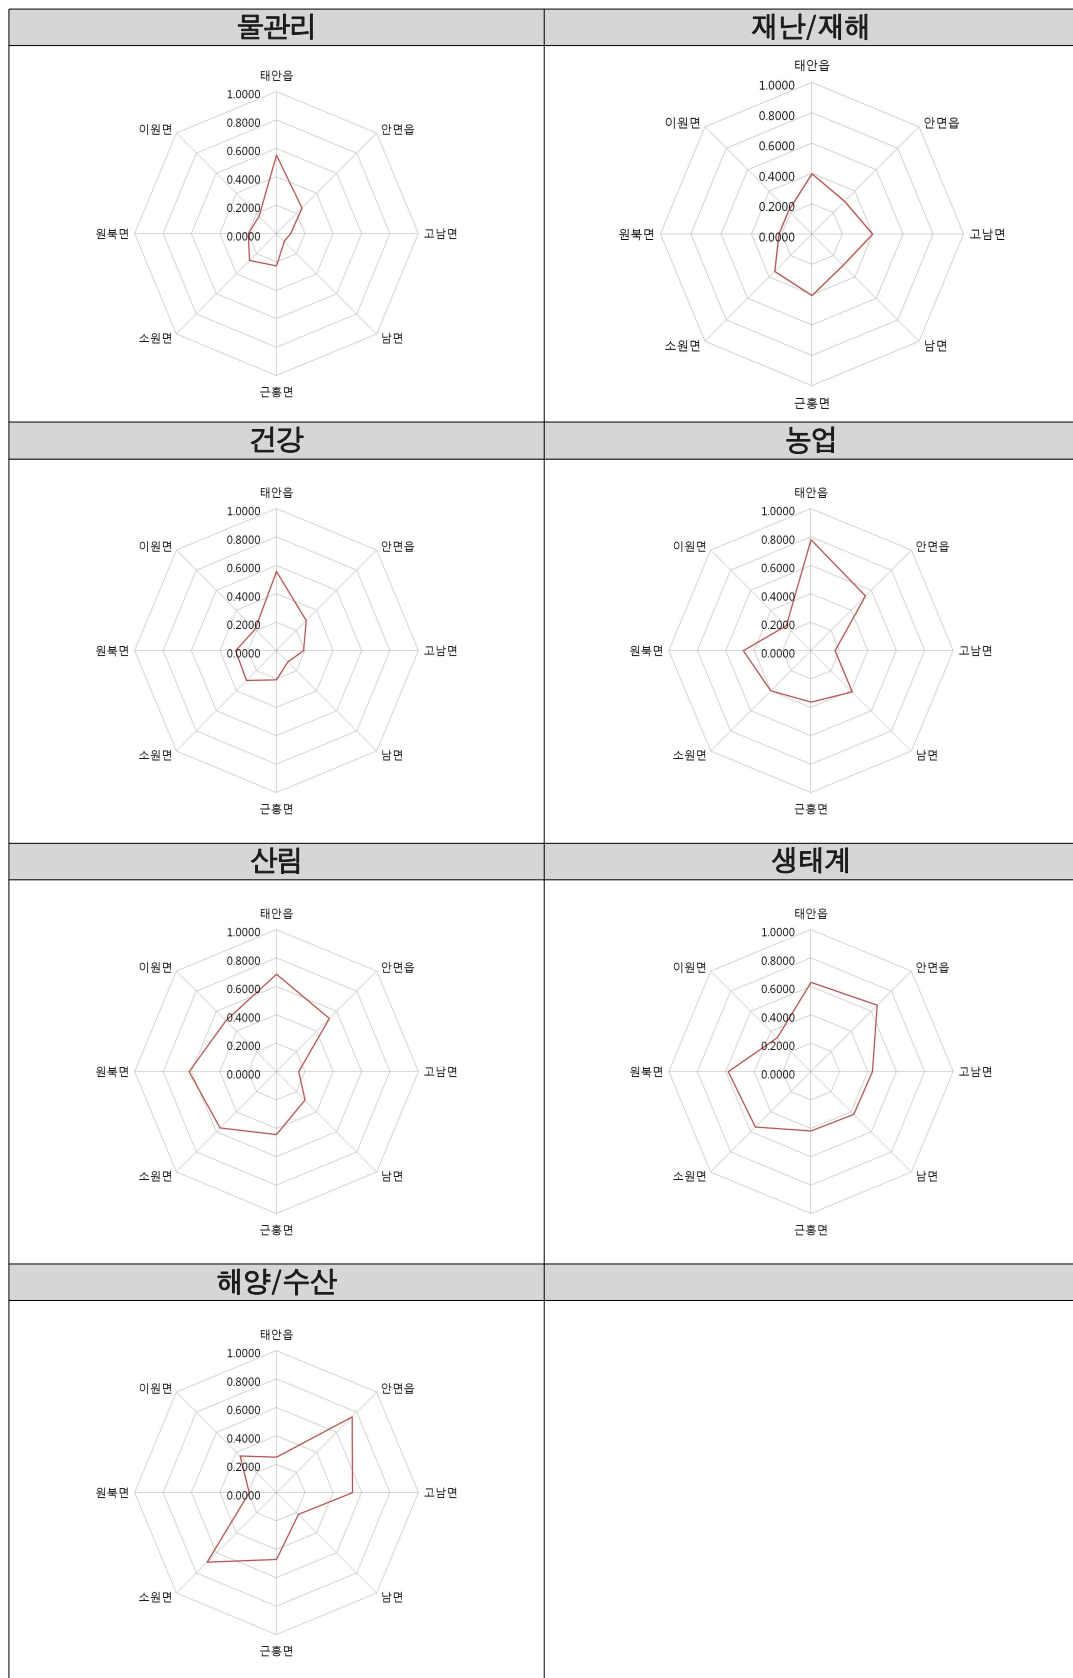 물관리
재난/재해
태안읍
1.0000
안면읍
0.8000
0.6000
0.4000
0.2000
0.0000
고남면
남면
근흥면
소원면
원북면
이원면
태안읍
1.0000
안면읍
0.8000
0.6000
0.4000
0.2000
0.0000
고남면
남면
근흥면
소원면
원북면
이원면
건강
농업
태안읍
1.0000
안면읍
0.8000
0.6000
0.4000
0.2000
0.0000
고남면
남면
근흥면
소원면
원북면
이원면
태안읍
1.0000
안면읍
0.8000
0.6000
0.4000
0.2000
0.0000
고남면
남면
근흥면
소원면
원북면
이원면
산림
생태계
태안읍
1.0000
안면읍
0.8000
0.6000
0.4000
0.2000
0.0000
고남면
남면
근흥면
소원면
원북면
이원면
태안읍
1.0000
안면읍
0.8000
0.6000
0.4000
0.2000
0.0000
고남면
남면
근흥면
소원면
원북면
이원면
해양/수산
태안읍
1.0000
안면읍
0.8000
0.6000
0.4000
0.2000
0.0000
고남면
남면
근흥면
소원면
원북면
이원면